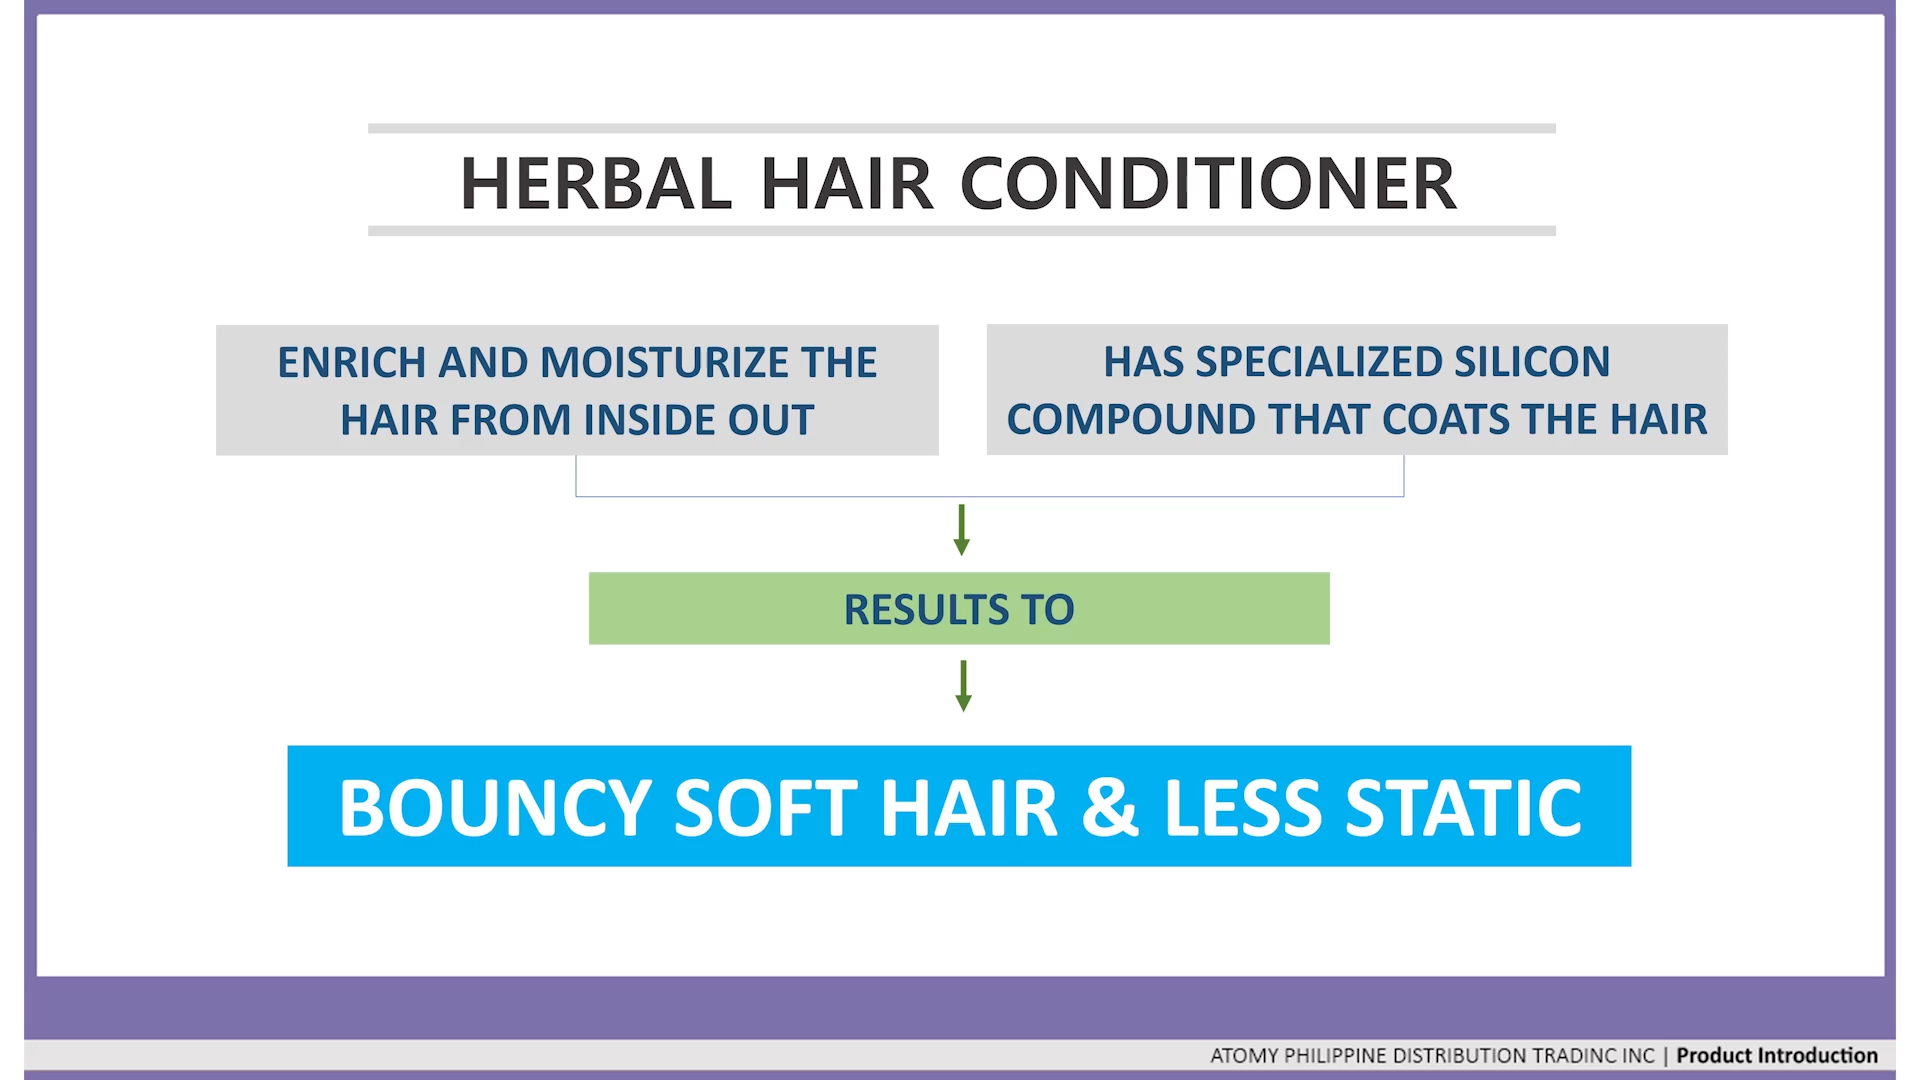 HERBAL HAIR CONDITIONER
ENRICH AND MOISTURIZE THE
HAIR FROM INSIDE OUT
HAS SPECIALIZED SILICON
COMPOUND THAT COATS THE HAIR
RESULTS TO
BOUNCY SOFT HAIR & LESS STATIC
ATOMY PHILIPPINE DISTRIBUTION TRADINC INC | Product Introduction